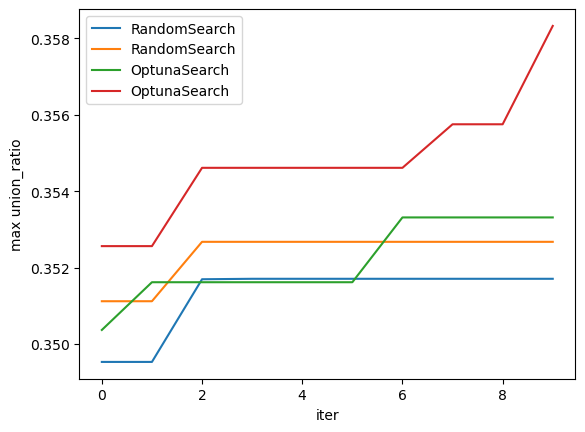 RandomSearch
RandomSearch
OptunaSearch
OptunaSearch
0.358
0.356
0.354
0.352
0.350
max union_ratio
0 2 4 6 8
iter